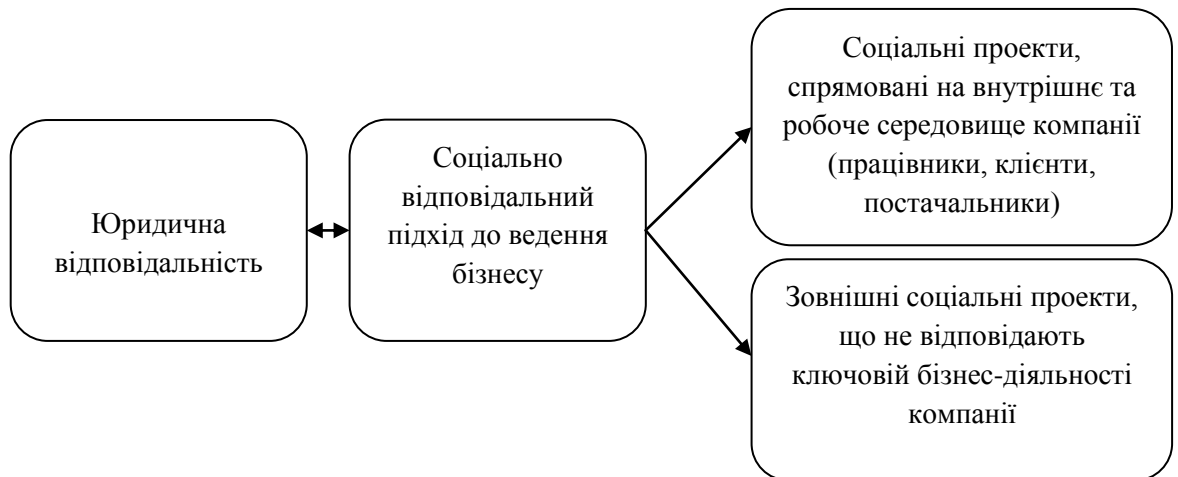 Юридична
відповідальність
Соціально
відповідальний
підхід до ведення
бізнесу
Соціальні проекти,
спрямовані на внутрішнє та
робоче середовище компанії
(працівники, клієнти,
постачальники)
Зовнішні соціальні проекти,
що не відповідають
ключовій бізнес-діяльності
компанії